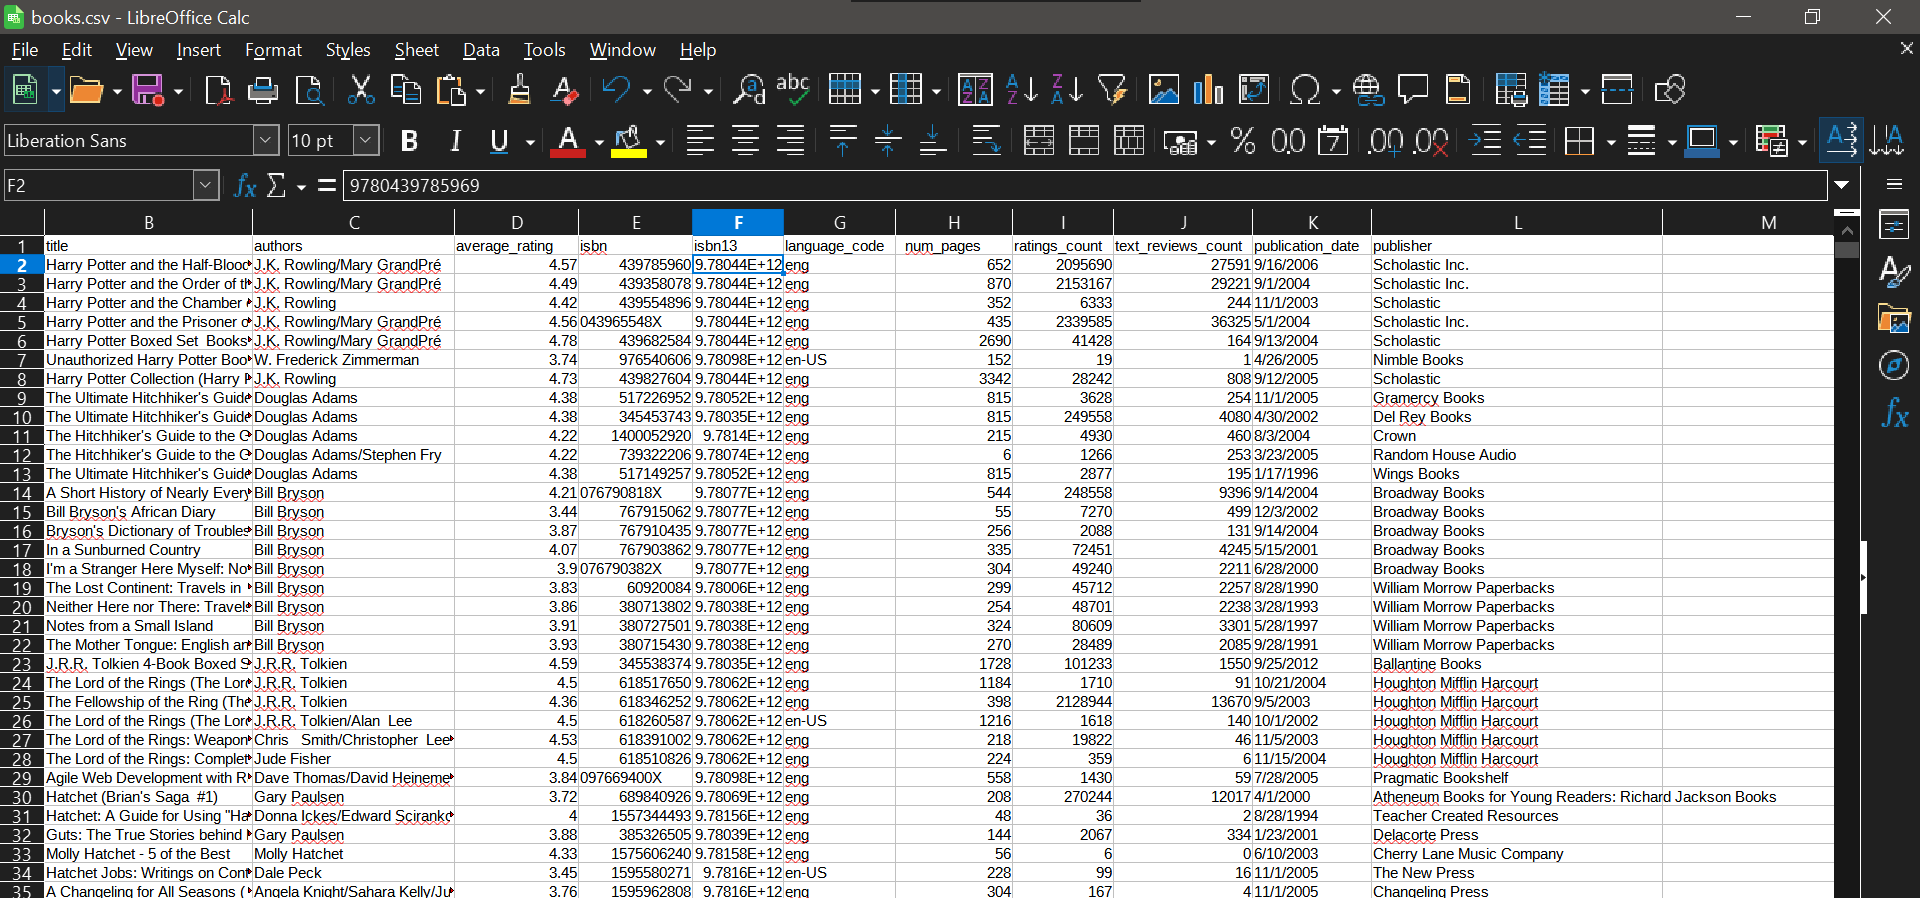 books.csv - LibreOffice Calc
File Edit View Insert Format Styles Sheet Data Tools Window Help
Liberation Sans 10 pt
F2 9780439785969
B C D E F G H I J K L M
1 title authors average_rating isbn isbn13 language_code num_pages ratings_count text_reviews_count publication_date publisher
2 Harry Potter and the Half-Blood J.K. Rowling/Mary GrandPré 4.57 439785960 9.78044E+12 eng 652 2095690 27591 9/16/2006 Scholastic Inc.
3 Harry Potter and the Order of th J.K. Rowling/Mary GrandPré 4.49 439358078 9.78044E+12 eng 870 2153167 29221 9/1/2004 Scholastic Inc.
4 Harry Potter and the Chamber J.K. Rowling 4.42 439554896 9.78044E+12 eng 352 6333 244 11/1/2003 Scholastic
5 Harry Potter and the Prisoner o J.K. Rowling/Mary GrandPré 4.56 043965548X 9.78044E+12 eng 435 2339585 36325 5/1/2004 Scholastic Inc.
6 Harry Potter Boxed Set Books J.K. Rowling/Mary GrandPré 4.78 439682584 9.78044E+12 eng 2690 41428 164 9/13/2004 Scholastic
7 Unauthorized Harry Potter Boo W. Frederick Zimmerman 3.74 976540606 9.78098E+12 en-US 152 19 1 4/26/2005 Nimble Books
8 Harry Potter Collection (Harry P J.K. Rowling 4.73 439827604 9.78044E+12 eng 3342 28242 808 9/12/2005 Scholastic
9 The Ultimate Hitchhiker's Guide Douglas Adams 4.38 517226952 9.78052E+12 eng 815 3628 254 11/1/2005 Gramercy Books
10 The Ultimate Hitchhiker's Guide Douglas Adams 4.38 345453743 9.78035E+12 eng 815 249558 4080 4/30/2002 Del Rey Books
11 The Hitchhiker's Guide to the G Douglas Adams 4.22 1400052920 9.7814E+12 eng 215 4930 460 8/3/2004 Crown
12 The Hitchhiker's Guide to the G Douglas Adams/Stephen Fry 4.22 739322206 9.78074E+12 eng 6 1266 253 3/23/2005 Random House Audio
13 The Ultimate Hitchhiker's Guide Douglas Adams 4.38 517149257 9.78052E+12 eng 815 2877 195 1/17/1996 Wings Books
14 A Short History of Nearly Every Bill Bryson 4.21 076790818X 9.78077E+12 eng 544 248558 9396 9/14/2004 Broadway Books
15 Bill Bryson's African Diary Bill Bryson 3.44 767915062 9.78077E+12 eng 55 7270 499 12/3/2002 Broadway Books
16 Bryson's Dictionary of Troubles Bill Bryson 3.87 767910435 9.78077E+12 eng 256 2088 131 9/14/2004 Broadway Books
17 In a Sunburned Country Bill Bryson 4.07 767903862 9.78077E+12 eng 335 72451 4245 5/15/2001 Broadway Books
18 I'm a Stranger Here Myself: No Bill Bryson 3.9 076790382X 9.78077E+12 eng 304 49240 2211 6/28/2000 Broadway Books
19 The Lost Continent: Travels in Bill Bryson 3.83 60920084 9.78006E+12 eng 299 45712 2257 8/28/1990 William Morrow Paperbacks
20 Neither Here nor There: Travel Bill Bryson 3.86 380713802 9.78038E+12 eng 254 48701 2238 3/28/1993 William Morrow Paperbacks
21 Notes from a Small Island Bill Bryson 3.91 380727501 9.78038E+12 eng 324 80609 3301 5/28/1997 William Morrow Paperbacks
22 The Mother Tongue: English an Bill Bryson 3.93 380715430 9.78038E+12 eng 270 28489 2085 9/28/1991 William Morrow Paperbacks
23 J.R.R. Tolkien 4-Book Boxed S J.R.R. Tolkien 4.59 345538374 9.78035E+12 eng 1728 101233 1550 9/25/2012 Ballantine Books
24 The Lord of the Rings (The Lor J.R.R. Tolkien 4.5 618517650 9.78062E+12 eng 1184 1710 91 10/21/2004 Houghton Mifflin Harcourt
25 The Fellowship of the Ring (The J.R.R. Tolkien 4.36 618346252 9.78062E+12 eng 398 2128944 13670 9/5/2003 Houghton Mifflin Harcourt
26 The Lord of the Rings (The Lor J.R.R. Tolkien/Alan Lee 4.5 618260587 9.78062E+12 en-US 1216 1618 140 10/1/2002 Houghton Mifflin Harcourt
27 The Lord of the Rings: Weapon Chris Smith/Christopher Lee 4.53 618391002 9.78062E+12 eng 218 19822 46 11/5/2003 Houghton Mifflin Harcourt
28 The Lord of the Rings: Complet Jude Fisher 4.5 618510826 9.78062E+12 eng 224 359 6 11/15/2004 Houghton Mifflin Harcourt
29 Agile Web Development with R Dave Thomas/David Heineme 3.84 097669400X 9.78098E+12 eng 558 1430 59 7/28/2005 Pragmatic Bookshelf
30 Hatchet (Brian's Saga #1) Gary Paulsen 3.72 689840926 9.78069E+12 eng 208 270244 12017 4/1/2000 Atheneum Books for Young Readers: Richard Jackson Books
31 Hatchet: A Guide for Using "Ha Donna Ickes/Edward Sciranko 4 1557344493 9.78156E+12 eng 48 36 2 8/28/1994 Teacher Created Resources
32 Guts: The True Stories behind Gary Paulsen 3.88 385326505 9.78039E+12 eng 144 2067 334 1/23/2001 Delacorte Press
33 Molly Hatchet - 5 of the Best Molly Hatchet 4.33 1575606240 9.78158E+12 eng 56 6 0 6/10/2003 Cherry Lane Music Company
34 Hatchet Jobs: Writings on Cont Dale Peck 3.45 1595580271 9.7816E+12 en-US 228 99 16 11/1/2005 The New Press
35 A Changeling for All Seasons ( Angela Knight/Sahara Kelly/Ju 3.76 1595962808 9.7816E+12 eng 304 167 4 11/1/2005 Changeling Press